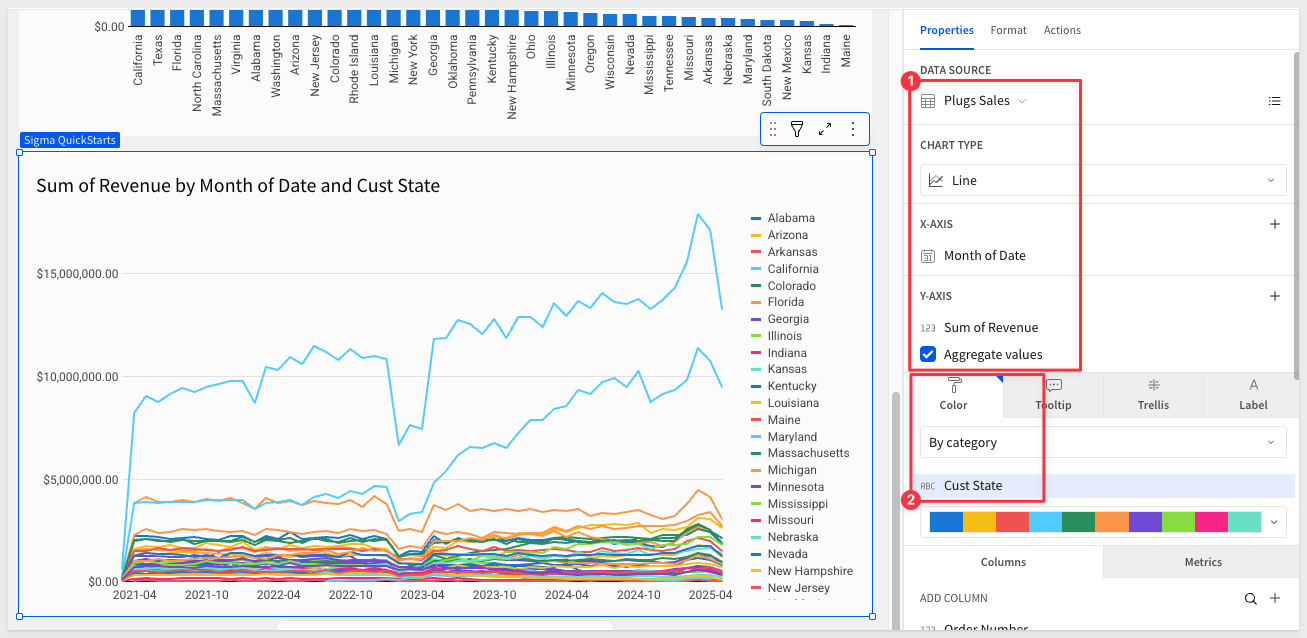 $0.00
California
Texas
Florida
North Carolina
Massachusetts
Virginia
Alabama
Washington
Arizona
New Jersey
Colorado
Rhode Island
Louisiana
Michigan
New York
Georgia
Oklahoma
Pennsylvania
Kentucky
New Hampshire
Ohio
Illinois
Minnesota
Oregon
Wisconsin
Nevada
Mississippi
Tennessee
Missouri
Arkansas
Nebraska
Maryland
South Dakota
New Mexico
Kansas
Indiana
Maine
Sigma QuickStarts
Sum of Revenue by Month of Date and Cust State
$15,000,000.00
$10,000,000.00
$5,000,000.00
$0.00
2021-04
2021-10
2022-04
2022-10
2023-04
2023-10
2024-04
2024-10
2025-04
Alabama
Arizona
Arkansas
California
Colorado
Florida
Georgia
Illinois
Indiana
Kansas
Kentucky
Louisiana
Maine
Maryland
Massachusetts
Michigan
Minnesota
Mississippi
Missouri
Nebraska
Nevada
New Hampshire
New Jersey
Properties Format Actions
DATA SOURCE
1
Plugs Sales
CHART TYPE
Line
X-AXIS
31 Month of Date
Y-AXIS
123 Sum of Revenue
Aggregate values
Color Tooltip Trellis A Label
By category
ABC Cust State
2
Columns Metrics
ADD COLUMN
123 Order Number